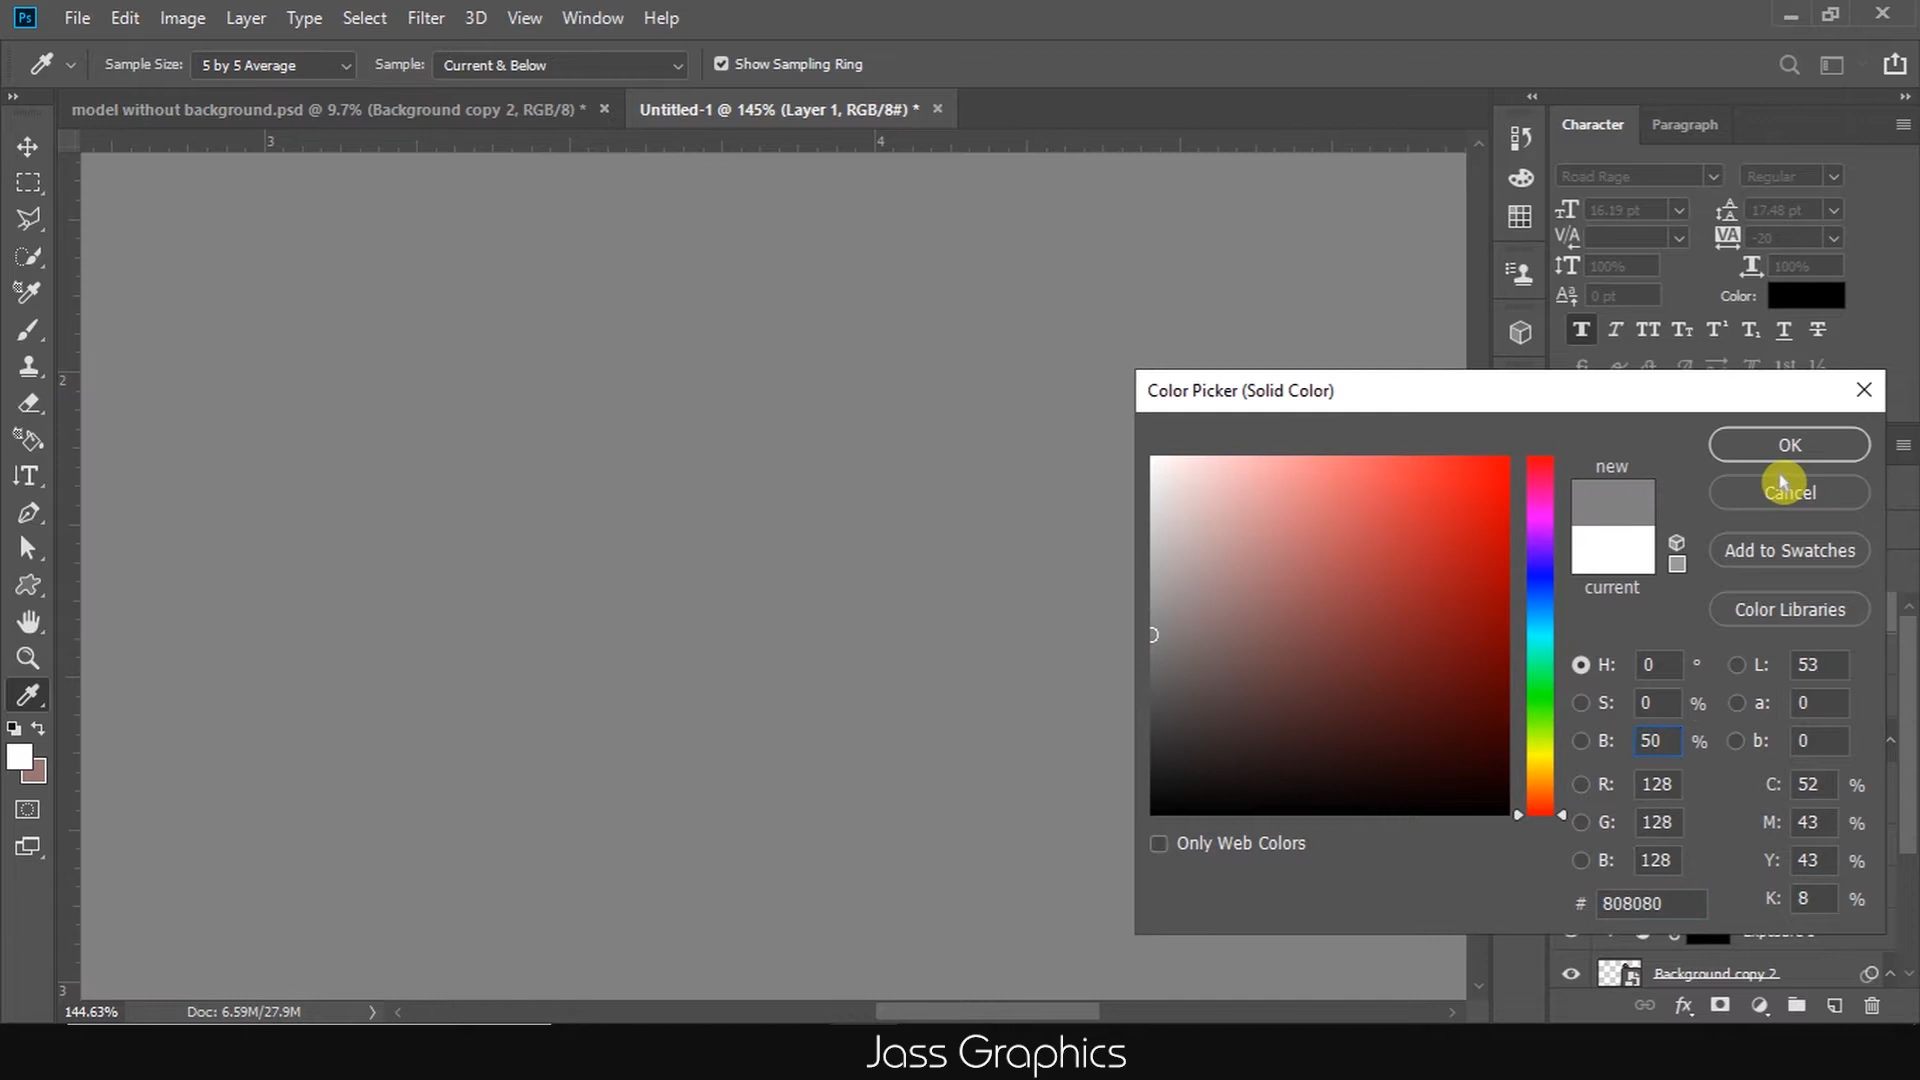 Ps File Edit Image Layer Type Select Filter 3D View Window Help
Sample Size: 5 by 5 Average Sample: Current & Below Show Sampling Ring
model without background.psd @ 9.7% (Background copy 2, RGB/8) * Untitled-1 @ 145% (Layer 1, RGB/8#) *
Character Paragraph
3 4
Road Rage Regular
16.19 pt 17.48 pt
-20
100% 100%
0 pt Color:
2
Color Picker (Solid Color)
OK
new
Cancel
Add to Swatches
current
Color Libraries
H: 0 ° L: 53
S: 0 % a: 0
B: 50 % b: 0
R: 128 C: 52 %
G: 128 M: 43 %
Only Web Colors
B: 128 Y: 43 %
# 808080 K: 8 %
Background copy 2
3
144.63% Doc: 6.59M/27.9M
Jass Graphics